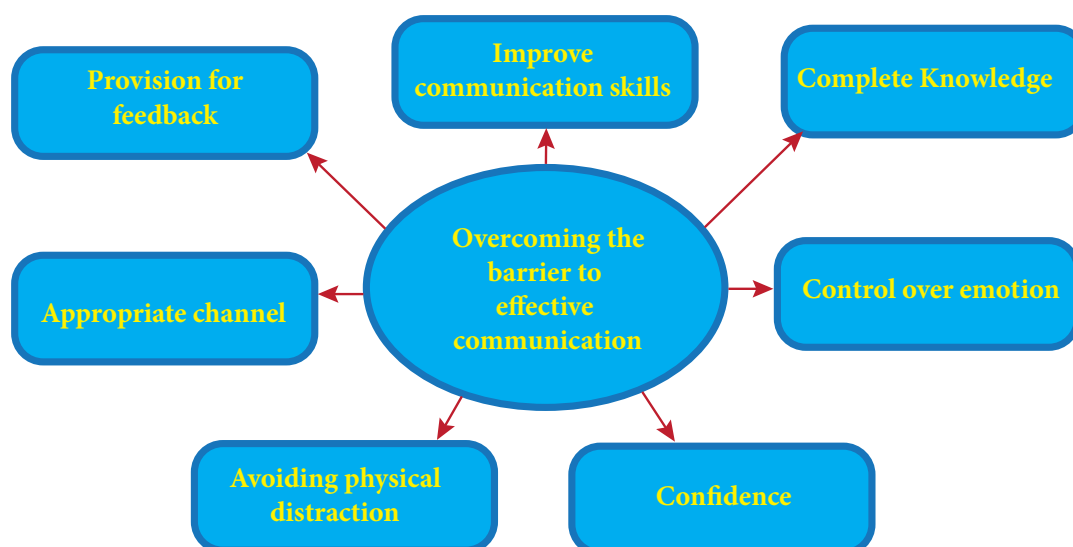 Improve
communication skills
Provision for
feedback
Complete Knowledge
Overcoming the
barrier to
effective
communication
Appropriate channel
Control over emotion
Avoiding physical
distraction
Confidence